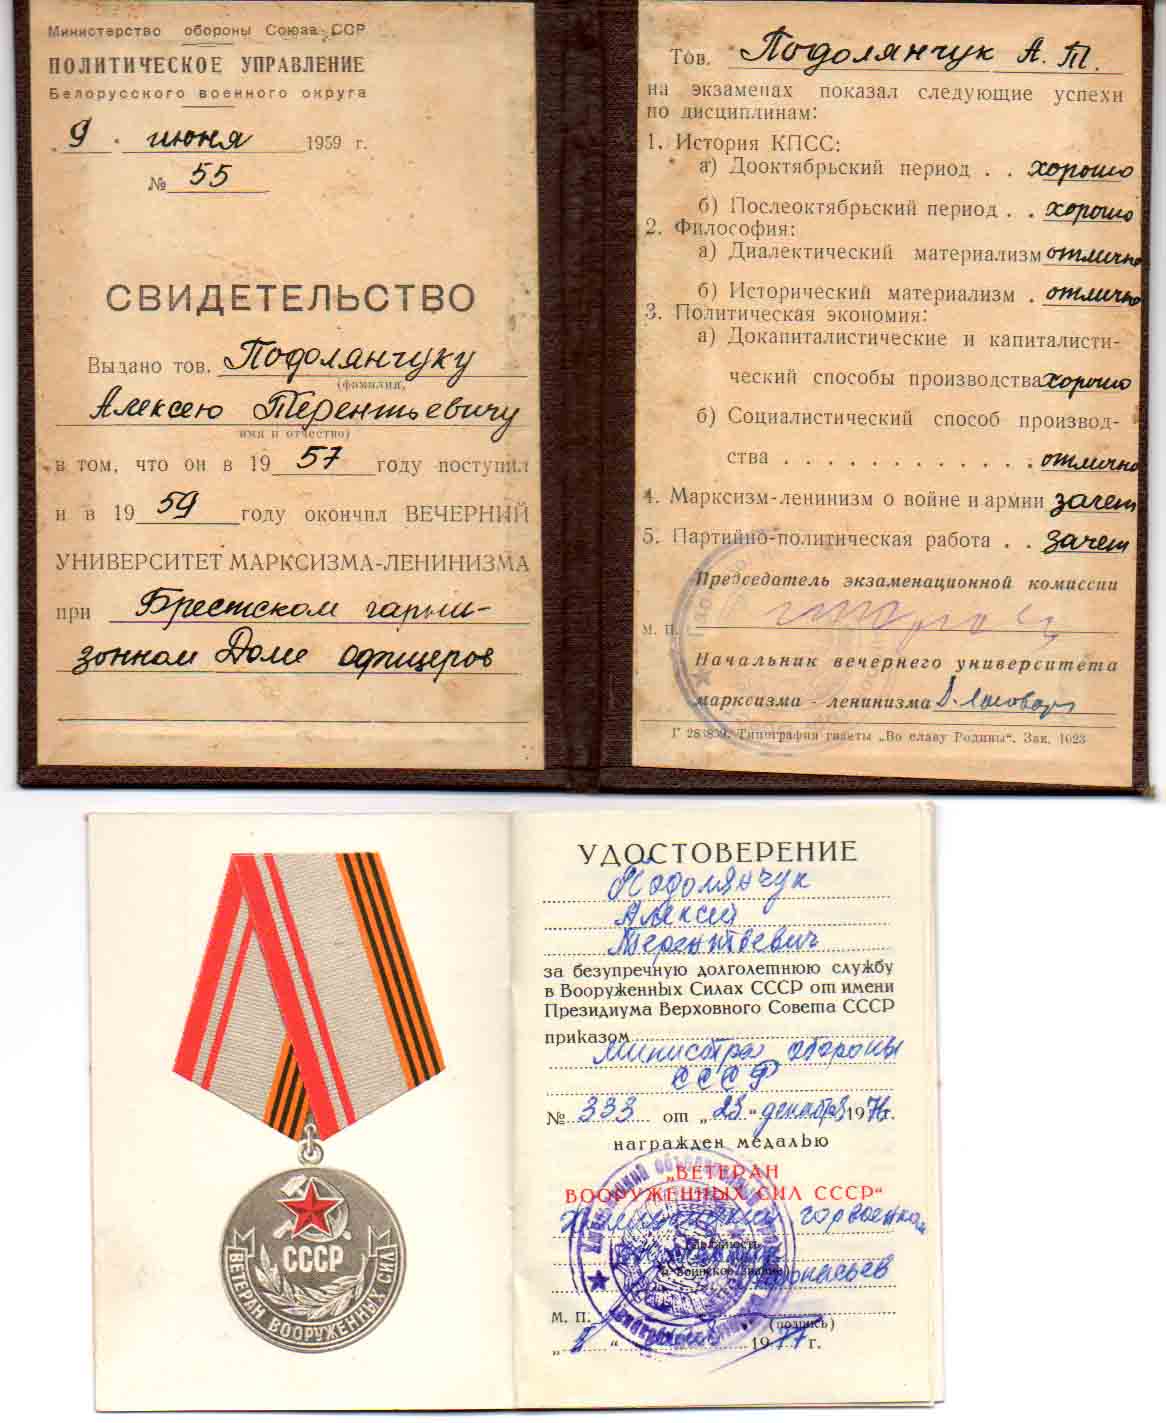 Министерство обороны Союза ССР
ПОЛИТИЧЕСКОЕ УПРАВЛЕНИЕ
Белорусского военного округа
„9 " июня 1959 г.
№ 55
СВИДЕТЕЛЬСТВО
Выдано тов. Подолянчуку
(фамилия,
Алексею Терентьевичу
имя и отчество)
в том, что он в 1957 году поступил
и в 1959 году окончил ВЕЧЕРНИЙ
УНИВЕРСИТЕТ МАРКСИЗМА-ЛЕНИНИЗМА
при Брестском гарни-
зонном Доме офицеров
Тов. Подолянчук А. Т.
на экзаменах показал следующие успехи
по дисциплинам:
1. История КПСС:
а) Дооктябрьский период . . хорошо
б) Послеоктябрьский период . . хорошо
2. Философия:
а) Диалектический материализм отлично
б) Исторический материализм . отлично
3. Политическая экономия:
а) Докапиталистические и капиталисти-
ческий способы производства хорошо
б) Социалистический способ производ-
ства . . . . . . . . . . . . отлично
4. Марксизм-ленинизм о войне и армии зачет
5. Партийно-политическая работа . . зачет
Председатель экзаменационной комиссии
М. П.
Начальник вечернего университета
марксизма - ленинизма
Типография газеты „Во славу Родины". Зак. 1023
УДОСТОВЕРЕНИЕ
Подолянчук
Алексей
Терентьевич
за безупречную долголетнюю службу
в Вооруженных Силах СССР от имени
Президиума Верховного Совета СССР
приказом
Министра обороны
СССР
№ 333 от „ 23 " декабря 1976 г.
награжден медалью
„ВЕТЕРАН
ВООРУЖЕННЫХ СИЛ СССР"
горвоенком
М. П.
(подпись)
1977 г.
СССР
ВЕТЕРАН ВООРУЖЕННЫХ СИЛ